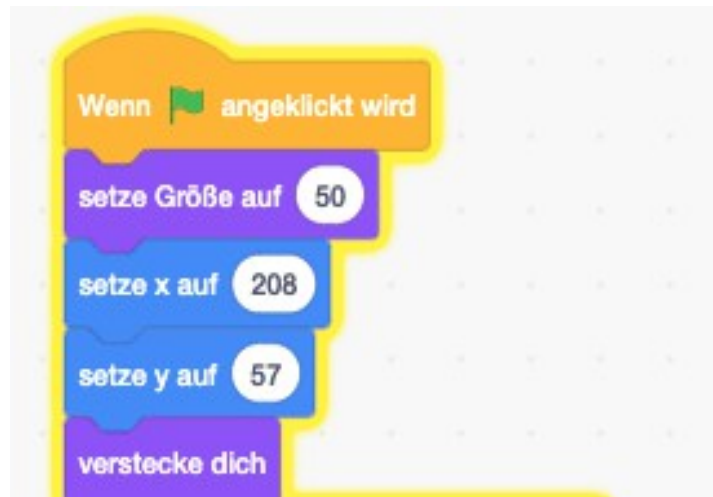 Wenn angeklickt wird
setze Größe auf 50
setze x auf 208
setze y auf 57
verstecke dich